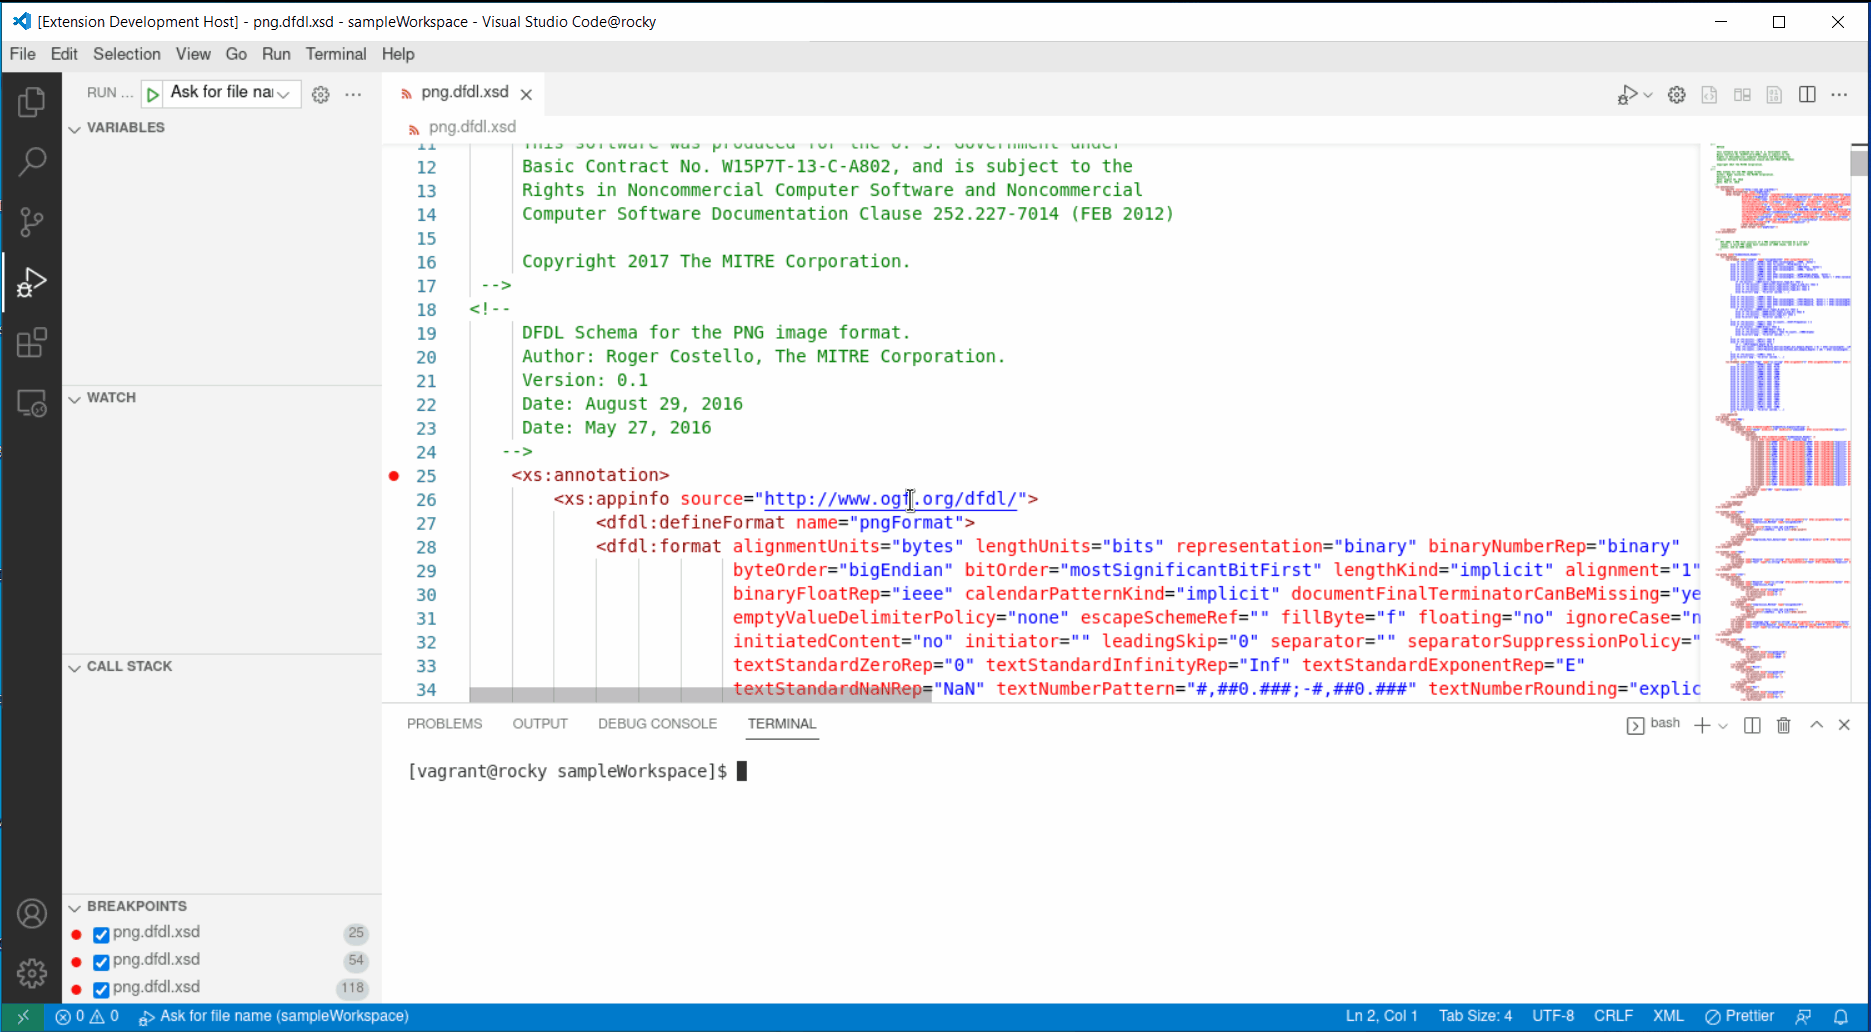 [Extension Development Host] - png.dfdl.xsd - sampleWorkspace - Visual Studio Code@rocky
File Edit Selection View Go Run Terminal Help
RUN ... Ask for file nar
png.dfdl.xsd
VARIABLES
png.dfdl.xsd
11 This software was produced for the U. S. Government under
12 Basic Contract No. W15P7T-13-C-A802, and is subject to the
13 Rights in Noncommercial Computer Software and Noncommercial
14 Computer Software Documentation Clause 252.227-7014 (FEB 2012)
15
16 Copyright 2017 The MITRE Corporation.
17 -->
18 <!--
19 DFDL Schema for the PNG image format.
20 Author: Roger Costello, The MITRE Corporation.
21 Version: 0.1
22 Date: August 29, 2016
23 Date: May 27, 2016
24 -->
25 <xs:annotation>
26 <xs:appinfo source="http://www.ogf.org/dfdl/">
27 <dfdl:defineFormat name="pngFormat">
28 <dfdl:format alignmentUnits="bytes" lengthUnits="bits" representation="binary" binaryNumberRep="binary"
29 byteOrder="bigEndian" bitOrder="mostSignificantBitFirst" lengthKind="implicit" alignment="1"
30 binaryFloatRep="ieee" calendarPatternKind="implicit" documentFinalTerminatorCanBeMissing="ye
31 emptyValueDelimiterPolicy="none" escapeSchemeRef="" fillByte="f" floating="no" ignoreCase="n
32 initiatedContent="no" initiator="" leadingSkip="0" separator="" separatorSuppressionPolicy="
33 textStandardZeroRep="0" textStandardInfinityRep="Inf" textStandardExponentRep="E"
34 textStandardNaNRep="NaN" textNumberPattern="#,##0.###;-#,##0.###" textNumberRounding="explic
WATCH
CALL STACK
PROBLEMS OUTPUT DEBUG CONSOLE TERMINAL
bash
[vagrant@rocky sampleWorkspace]$
BREAKPOINTS
png.dfdl.xsd 25
png.dfdl.xsd 54
png.dfdl.xsd 118
0 0 Ask for file name (sampleWorkspace)
Ln 2, Col 1 Tab Size: 4 UTF-8 CRLF XML Prettier